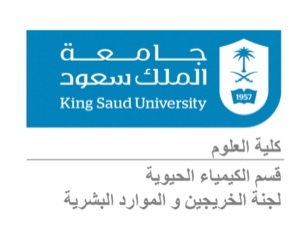 جامعة
الملك سعود
King Saud University
1957
كلية العلوم
قسم الكيمياء الحيوية
لجنة الخريجين و الموارد البشرية